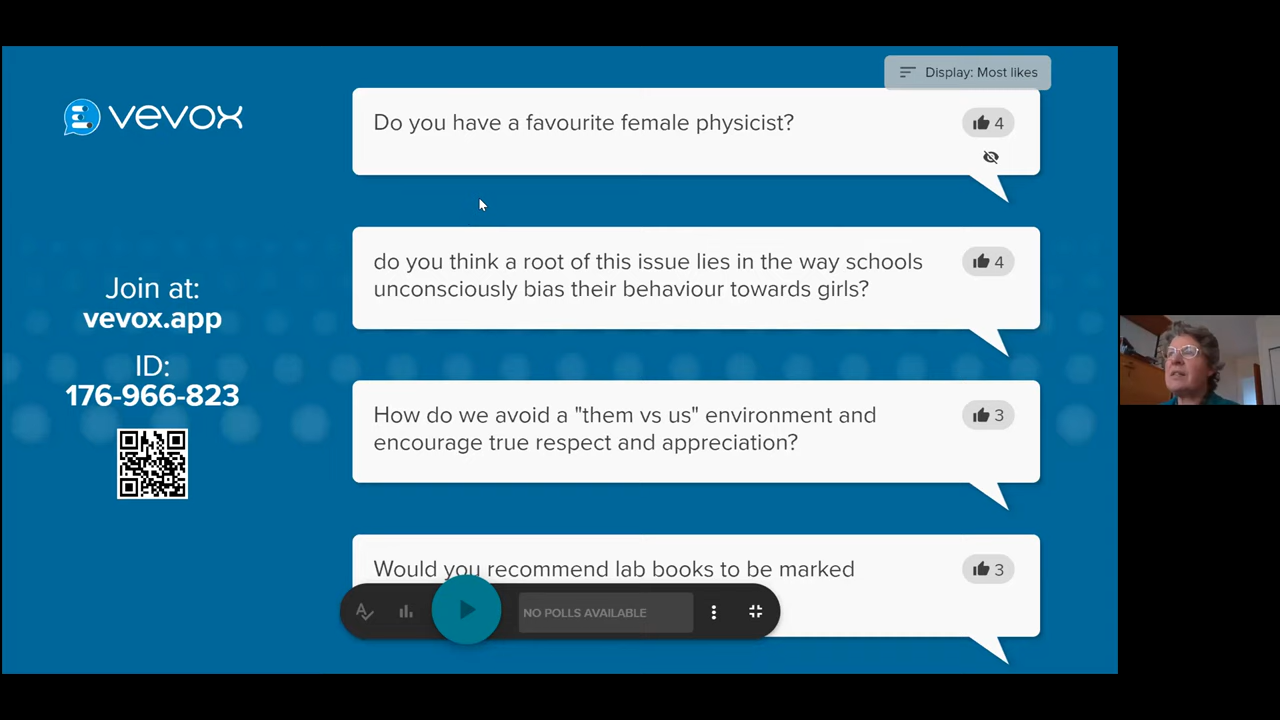 Display: Most likes
vevox
Do you have a favourite female physicist?
4
do you think a root of this issue lies in the way schools
unconsciously bias their behaviour towards girls?
4
Join at:
vevox.app
ID:
176-966-823
How do we avoid a "them vs us" environment and
encourage true respect and appreciation?
3
Would you recommend lab books to be marked
3
NO POLLS AVAILABLE